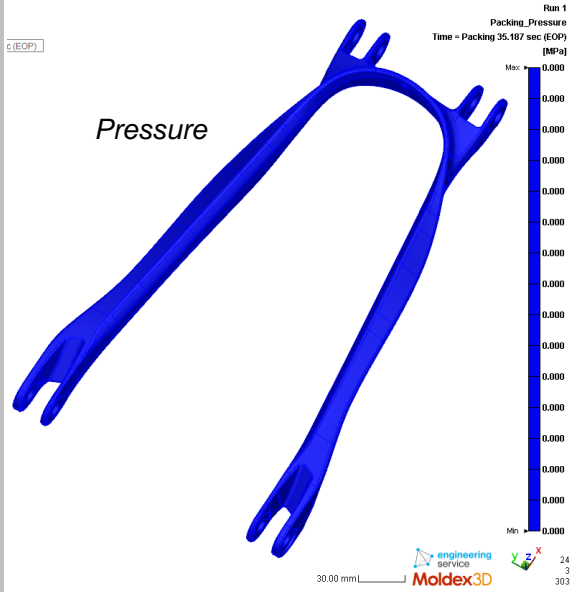 Run 1
Packing_Pressure
Time = Packing 35.187 sec (EOP)
[MPa]
c (EOP)
Pressure
Max 0.000
0.000
0.000
0.000
0.000
0.000
0.000
0.000
0.000
0.000
0.000
0.000
0.000
0.000
0.000
Min 0.000
engineering
service
Moldex3D
30.00 mm
Y Z X
24
3
303